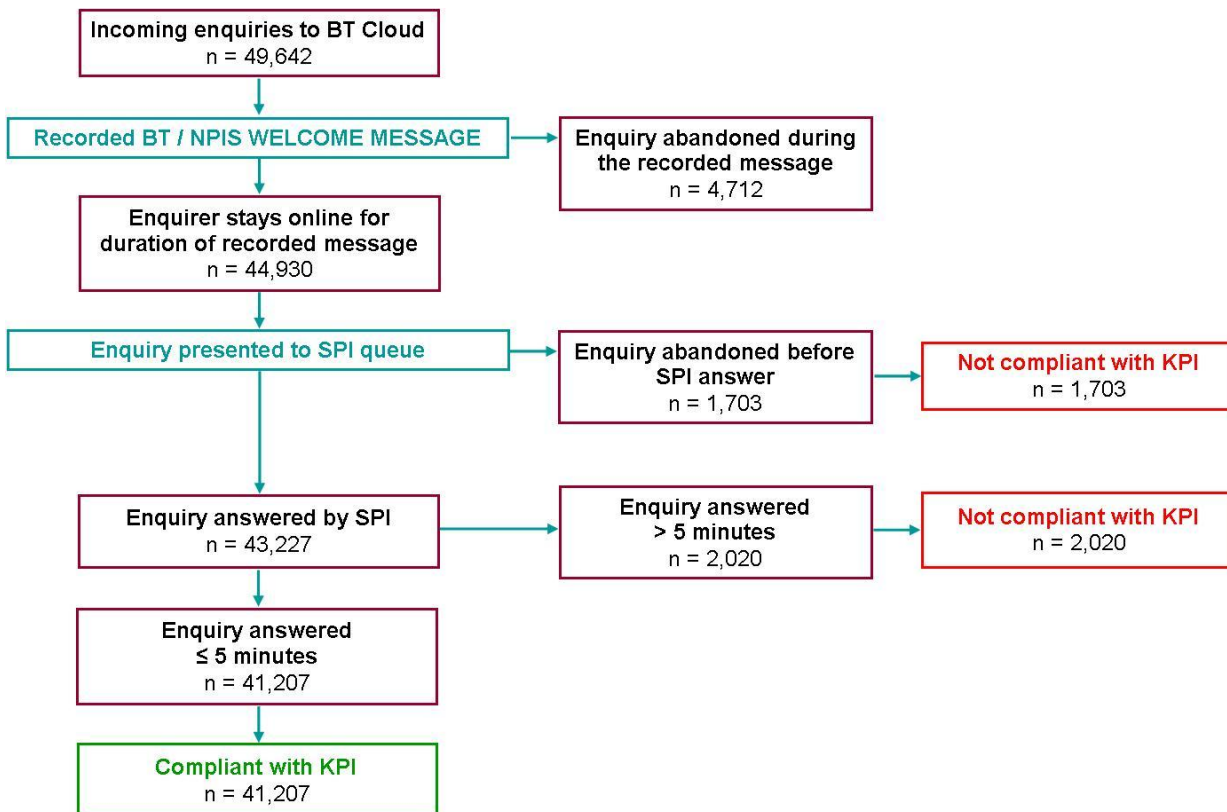 Incoming enquiries to BT Cloud
n = 49,642
Recorded BT / NPIS WELCOME MESSAGE
Enquiry abandoned during
the recorded message
n = 4,712
Enquirer stays online for
duration of recorded message
n = 44,930
Enquiry presented to SPI queue
Enquiry abandoned before
SPI answer
n = 1,703
Not compliant with KPI
n = 1,703
Enquiry answered by SPI
n = 43,227
Enquiry answered
> 5 minutes
n = 2,020
Not compliant with KPI
n = 2,020
Enquiry answered
≤ 5 minutes
n = 41,207
Compliant with KPI
n = 41,207